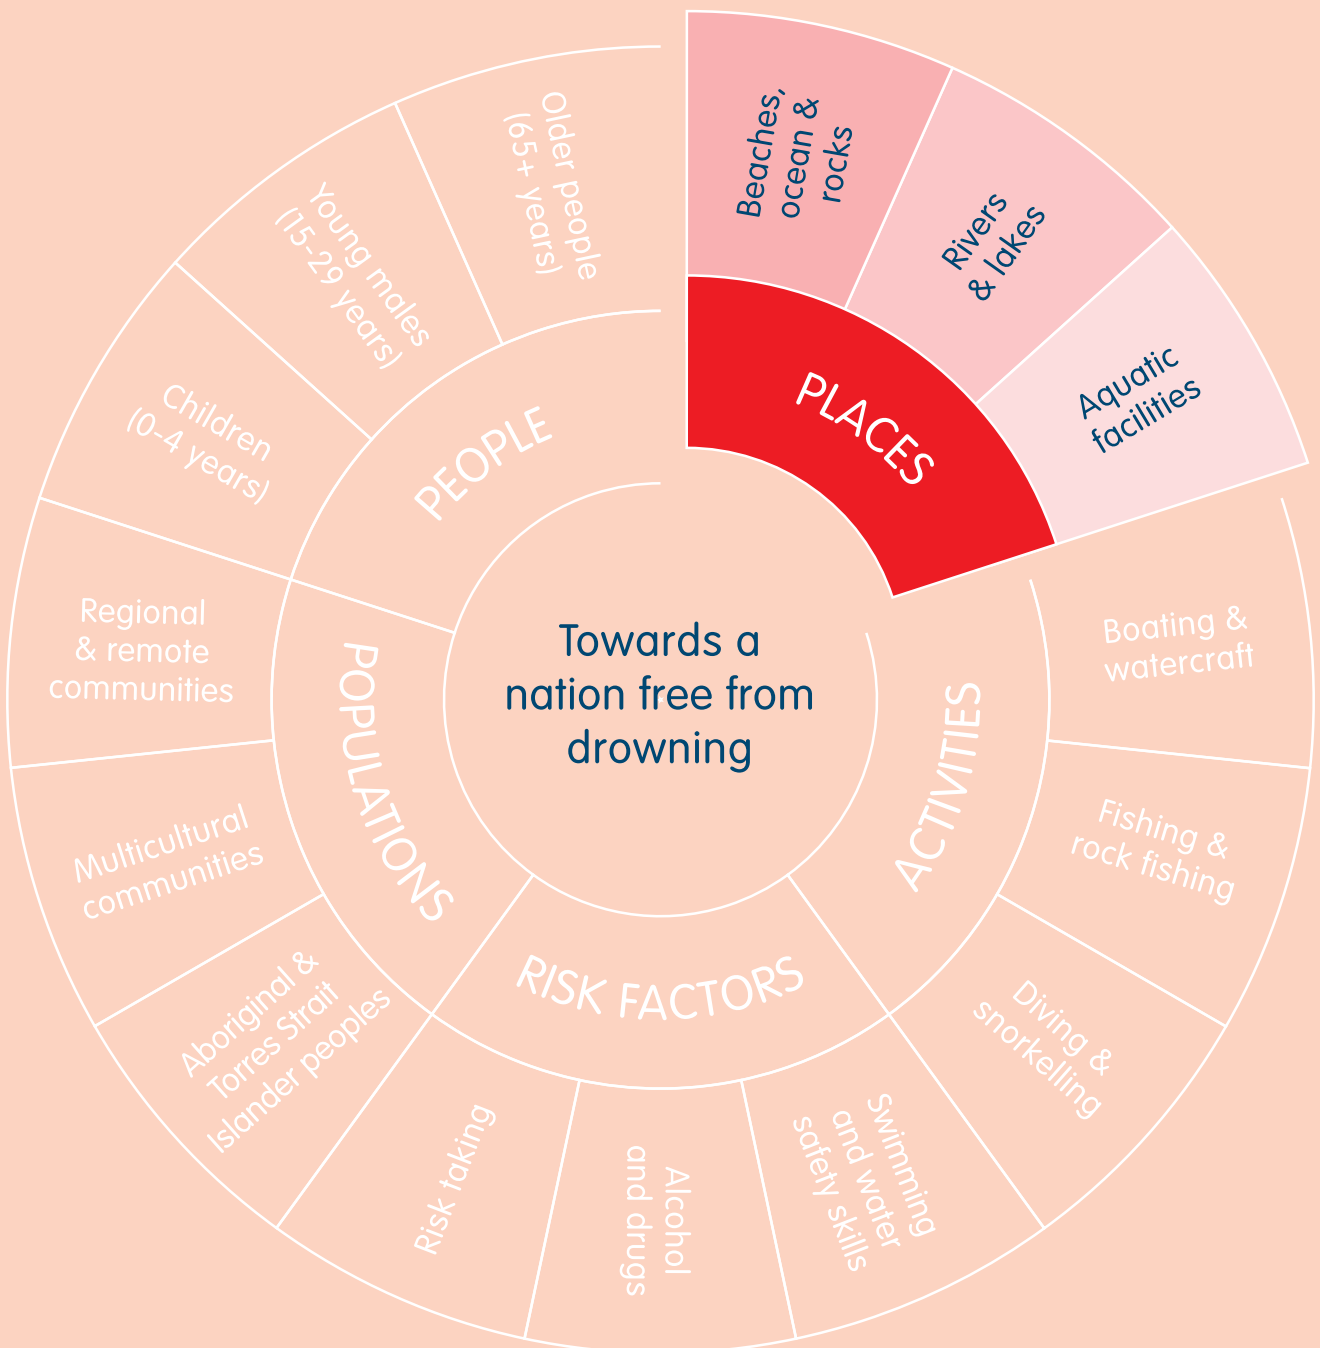 Towards a
nation free from
drowning
PLACES
Beaches,
ocean &
rocks
Rivers
& lakes
Aquatic
facilities
ACTIVITIES
Boating &
watercraft
Fishing &
rock fishing
Diving &
snorkelling
RISK FACTORS
Swimming
and water
safety skills
Alcohol
and drugs
Risk taking
POPULATIONS
Aboriginal &
Torres Strait
Islander peoples
Multicultural
communities
Regional
& remote
communities
PEOPLE
Children
(0-4 years)
Young males
(15-29 years)
Older people
(65+ years)